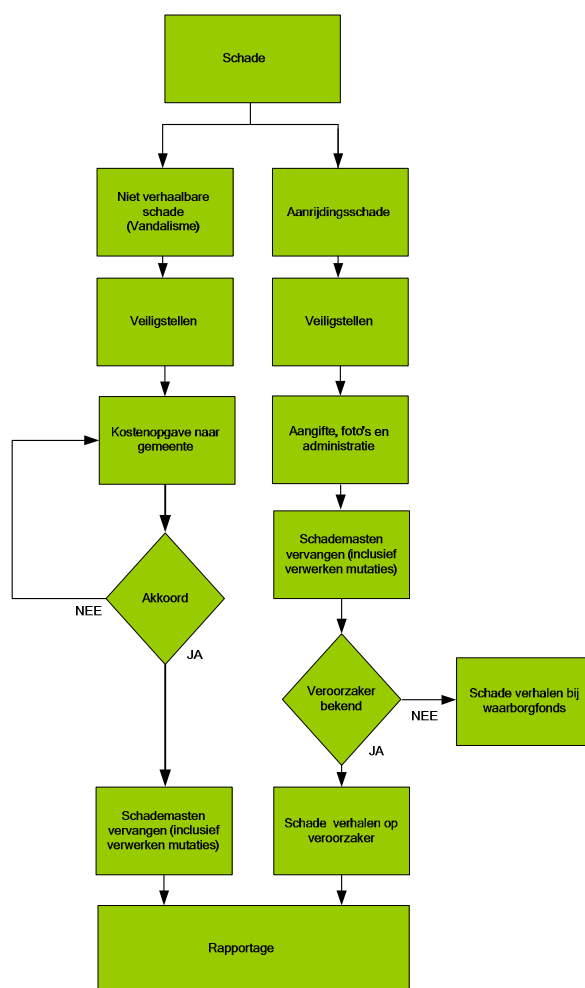 Schade
Niet verhaalbare
schade
(Vandalisme)
Aanrijdingsschade
Veiligstellen
Veiligstellen
Kostenopgave naar
gemeente
Aangifte, foto's en
administratie
Schademasten
vervangen (inclusief
verwerken mutaties)
Akkoord
NEE
JA
Veroorzaker
bekend
NEE
JA
Schade verhalen bij
waarborgfonds
Schademasten
vervangen (inclusief
verwerken mutaties)
Schade verhalen op
veroorzaker
Rapportage